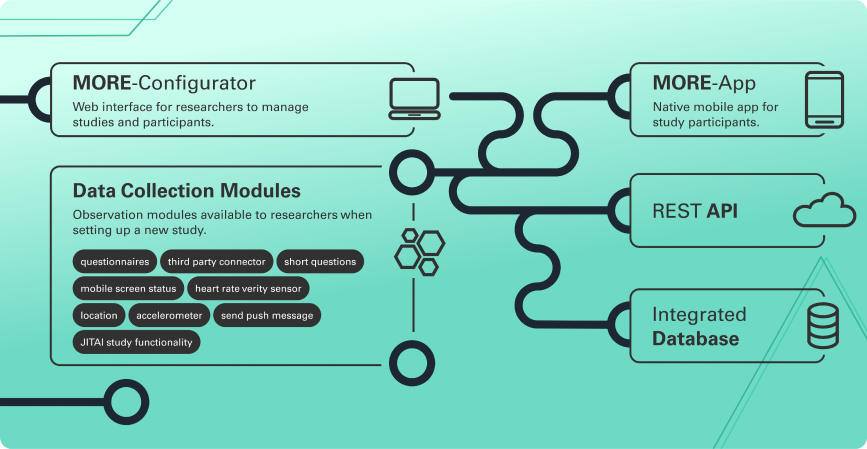 MORE-Configurator
Web interface for researchers to manage
studies and participants.
Data Collection Modules
Observation modules available to researchers when
setting up a new study.
questionnaires third party connector short questions
mobile screen status heart rate verity sensor
location accelerometer send push message
JITAI study functionality
MORE-App
Native mobile app for
study participants.
REST API
Integrated
Database